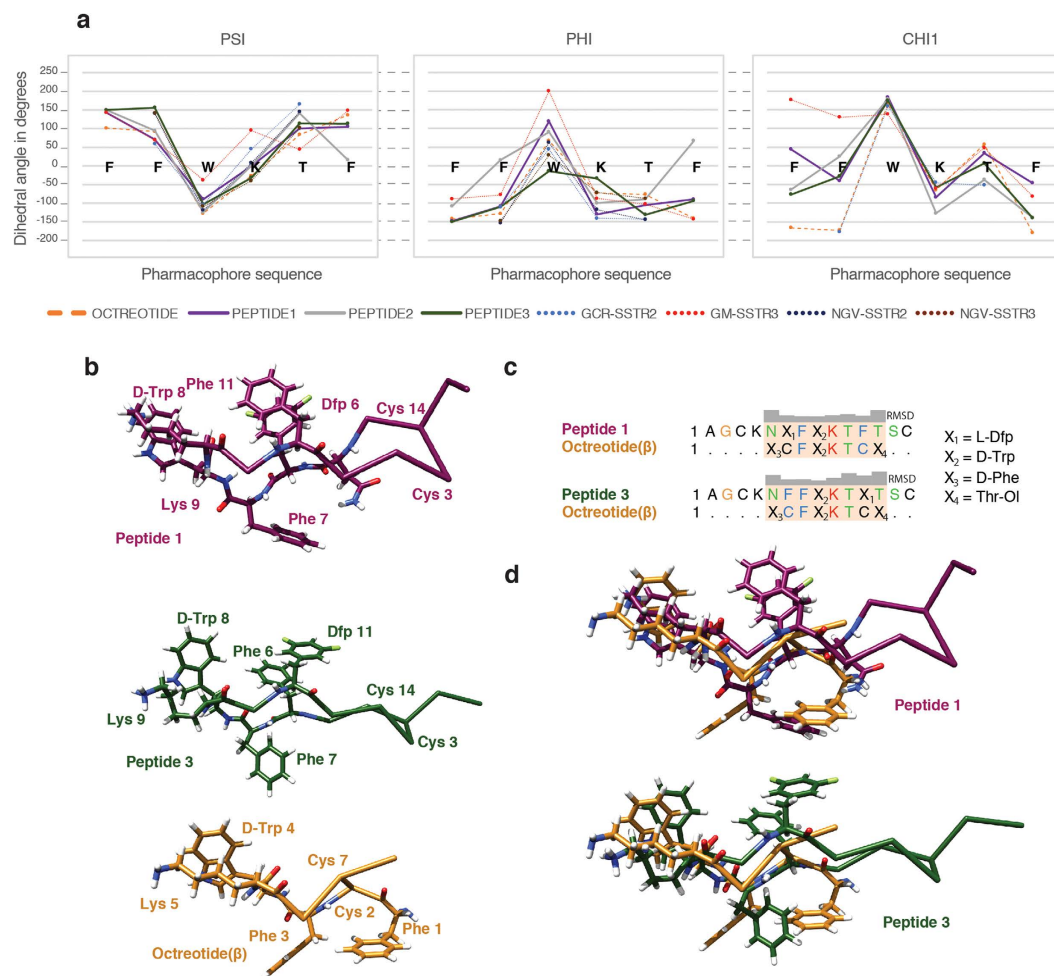 a
PSI
PHI
CHI1
Dihedral angle in degrees
250
200
150
100
50
0
-50
-100
-150
-200
F F W K T F
F F W K T F
F F W K T F
Pharmacophore sequence
Pharmacophore sequence
Pharmacophore sequence
OCTREOTIDE PEPTIDE1 PEPTIDE2 PEPTIDE3 GCR-SSTR2 GM-SSTR3 NGV-SSTR2 NGV-SSTR3
b
D-Trp 8
Phe 11
Dfp 6
Cys 14
Lys 9
Cys 3
Phe 7
Peptide 1
D-Trp 8
Dfp 11
Phe 6
Cys 14
Lys 9
Cys 3
Peptide 3
Phe 7
D-Trp 4
Cys 7
Lys 5
Cys 2
Phe 3
Phe 1
Octreotide(β)
c
RMSD
Peptide 1 1 A G C K N X₁ F X₂ K T F T S C
Octreotide(β) 1 . . . . X₃ C F X₂ K T C X₄ . .
RMSD
Peptide 3 1 A G C K N F F X₂ K T X₁ T S C
Octreotide(β) 1 . . . . X₃ C F X₂ K T C X₄ . .
X₁ = L-Dfp
X₂ = D-Trp
X₃ = D-Phe
X₄ = Thr-Ol
d
Peptide 1
Peptide 3